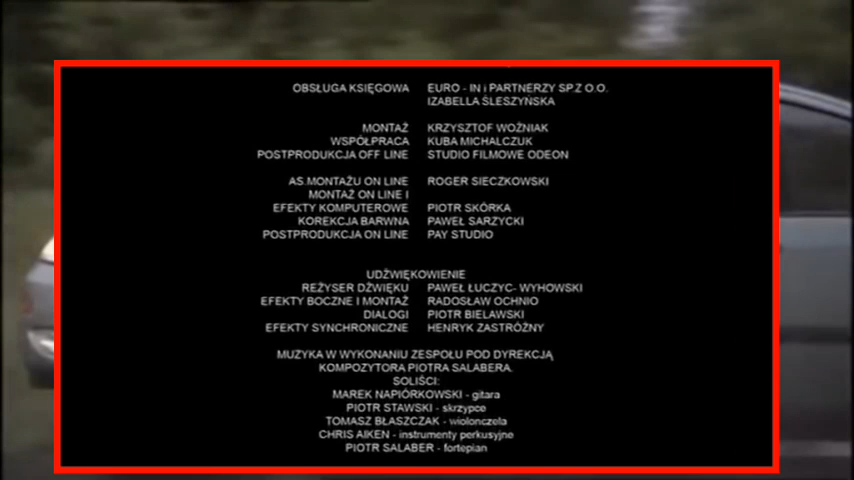 OBSŁUGA KSIĘGOWA EURO - IN i PARTNERZY SP.Z O.O.
IZABELLA ŚLESZYŃSKA
MONTAŻ KRZYSZTOF WOŹNIAK
WSPÓŁPRACA KUBA MICHALCZUK
POSTPRODUKCJA OFF LINE STUDIO FILMOWE ODEON
AS.MONTAŻU ON LINE ROGER SIECZKOWSKI
MONTAŻ ON LINE I
EFEKTY KOMPUTEROWE PIOTR SKÓRKA
KOREKCJA BARWNA PAWEŁ SARZYCKI
POSTPRODUKCJA ON LINE PAY STUDIO
UDŹWIĘKOWIENIE
REŻYSER DŹWIĘKU PAWEŁ ŁUCZYC- WYHOWSKI
EFEKTY BOCZNE I MONTAŻ RADOSŁAW OCHNIO
DIALOGI PIOTR BIELAWSKI
EFEKTY SYNCHRONICZNE HENRYK ZASTRÓŻNY
MUZYKA W WYKONANIU ZESPOŁU POD DYREKCJĄ
KOMPOZYTORA PIOTRA SALABERA.
SOLIŚCI:
MAREK NAPIÓRKOWSKI - gitara
PIOTR STAWSKI - skrzypce
TOMASZ BŁASZCZAK - wiolonczela
CHRIS AIKEN - instrumenty perkusyjne
PIOTR SALABER - fortepian